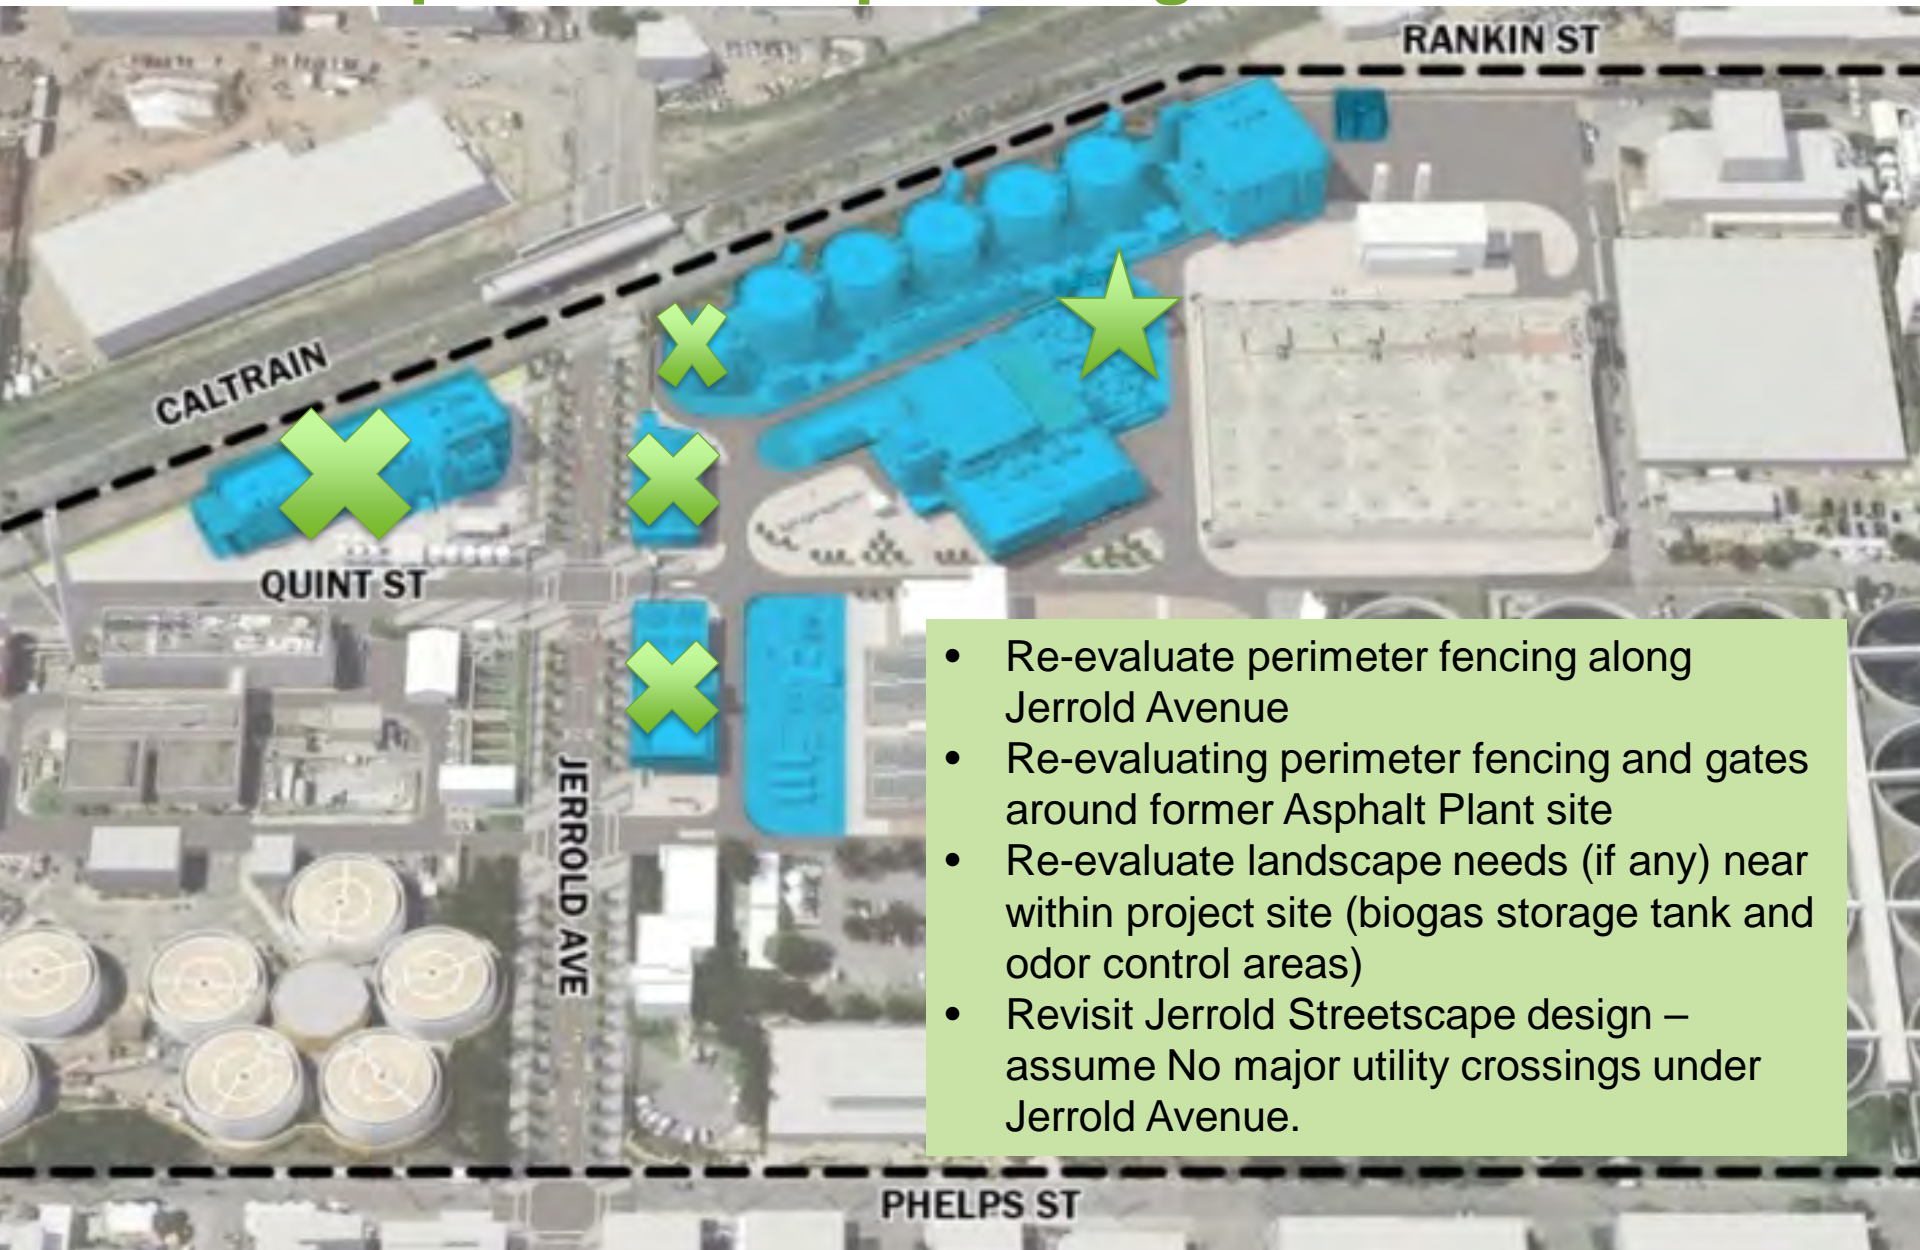 RANKIN ST
CALTRAIN
QUINT ST
JERROLD AVE
• Re-evaluate perimeter fencing along
Jerrold Avenue
• Re-evaluating perimeter fencing and gates
around former Asphalt Plant site
• Re-evaluate landscape needs (if any) near
within project site (biogas storage tank and
odor control areas)
• Revisit Jerrold Streetscape design –
assume No major utility crossings under
Jerrold Avenue.
PHELPS ST